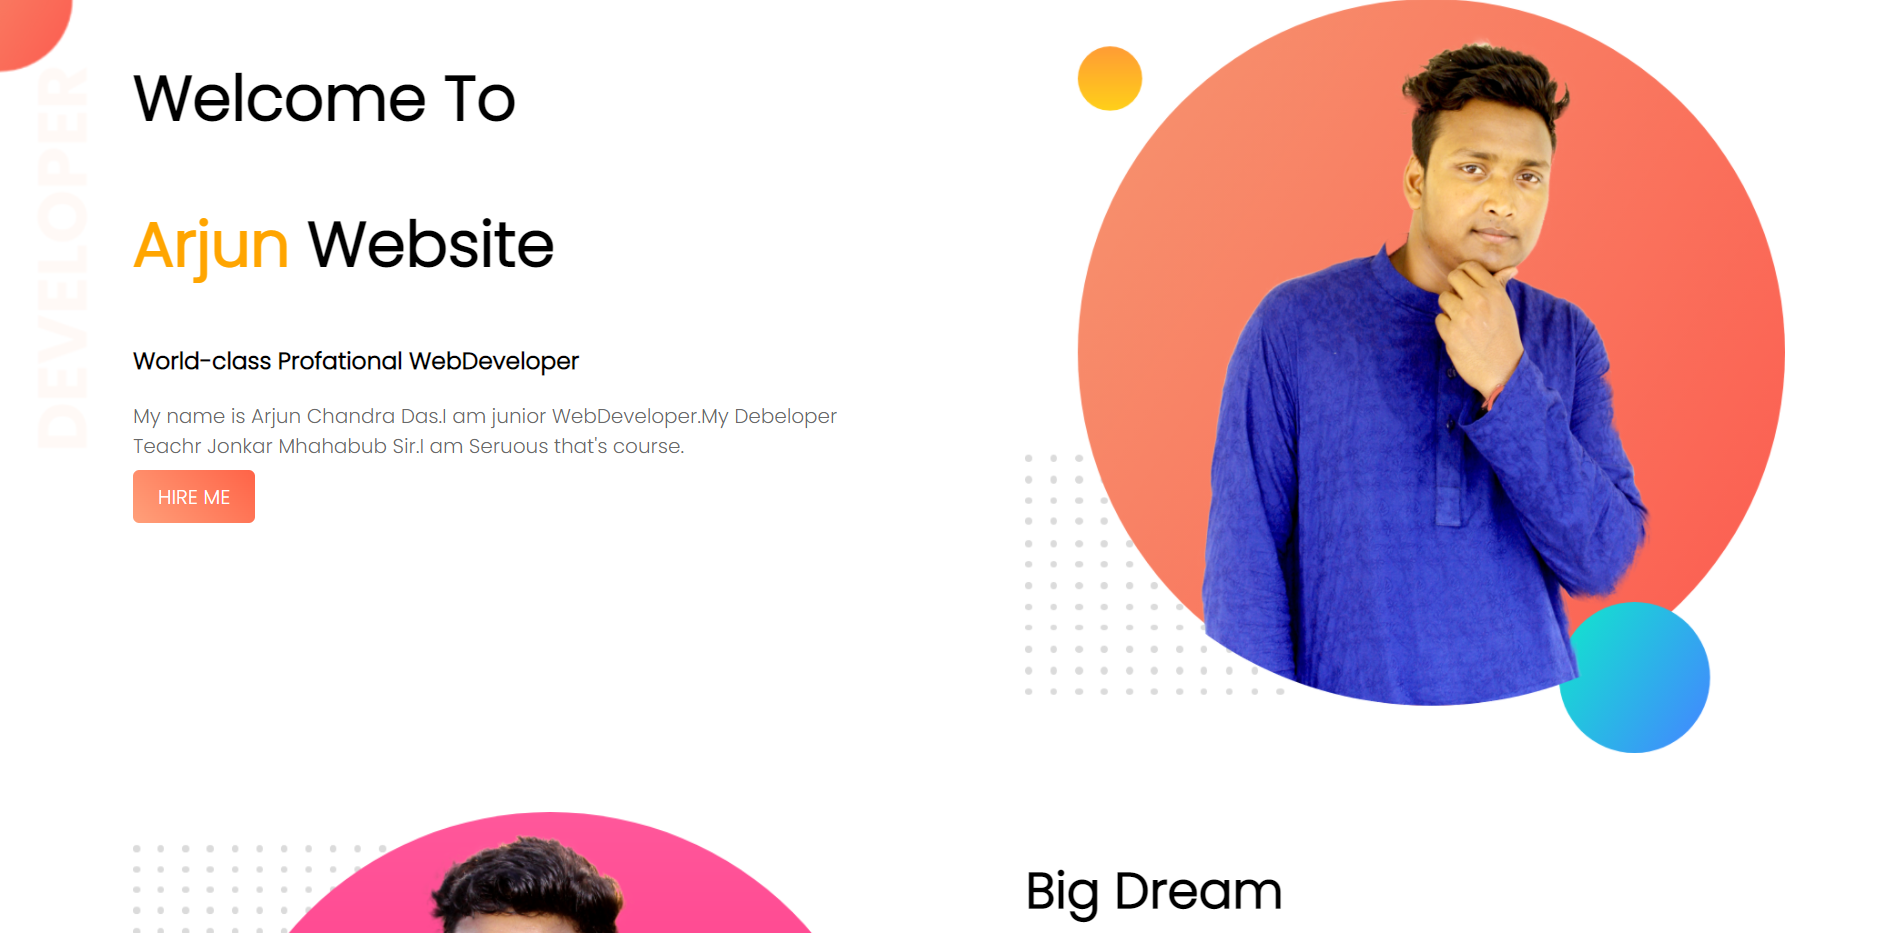 DEVELOPER
Welcome To
Arjun Website
World-class Profational WebDeveloper
My name is Arjun Chandra Das.I am junior WebDeveloper.My Debeloper
Teachr Jonkar Mhahabub Sir.I am Seruous that's course.
HIRE ME
Big Dream